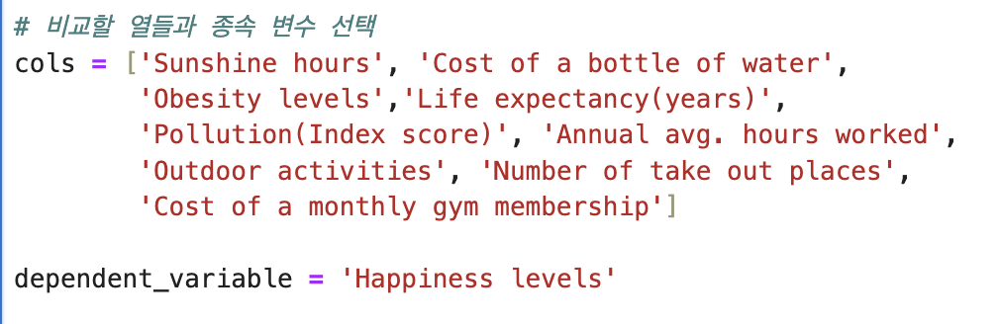 # 비교할 열들과 종속 변수 선택
cols = ['Sunshine hours', 'Cost of a bottle of water',
'Obesity levels','Life expectancy(years)',
'Pollution(Index score)', 'Annual avg. hours worked',
'Outdoor activities', 'Number of take out places',
'Cost of a monthly gym membership']
dependent_variable = 'Happiness levels'